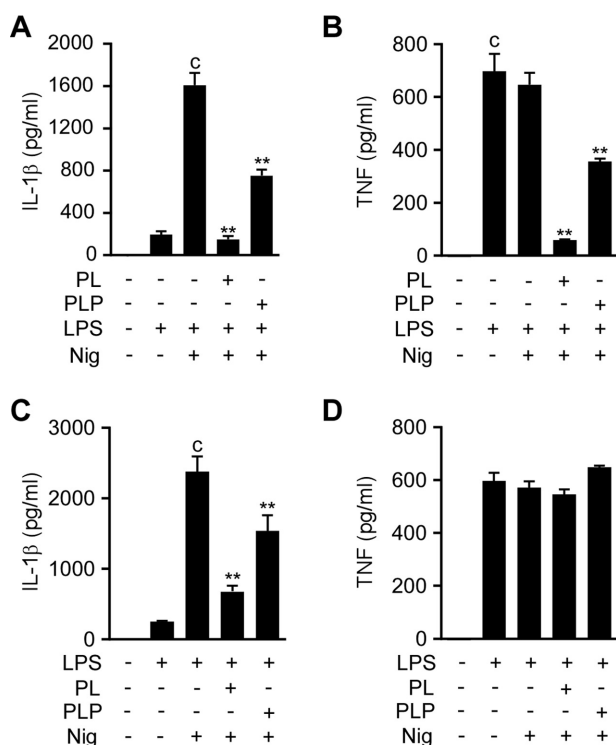 A
IL-1β (pg/ml)
2000
1600
1200
800
400
0
C
**
**
PL - - - + -
PLP - - - - +
LPS - + + + +
Nig - - + + +
B
TNF (pg/ml)
800
600
400
200
0
C
**
**
PL - - - + -
PLP - - - - +
LPS - + + + +
Nig - - + + +
C
IL-1β (pg/ml)
3000
2000
1000
0
C
**
**
LPS - + + + +
PL - - - + -
PLP - - - - +
Nig - - + + +
D
TNF (pg/ml)
800
600
400
200
0
LPS - + + + +
PL - - - + -
PLP - - - - +
Nig - - + + +